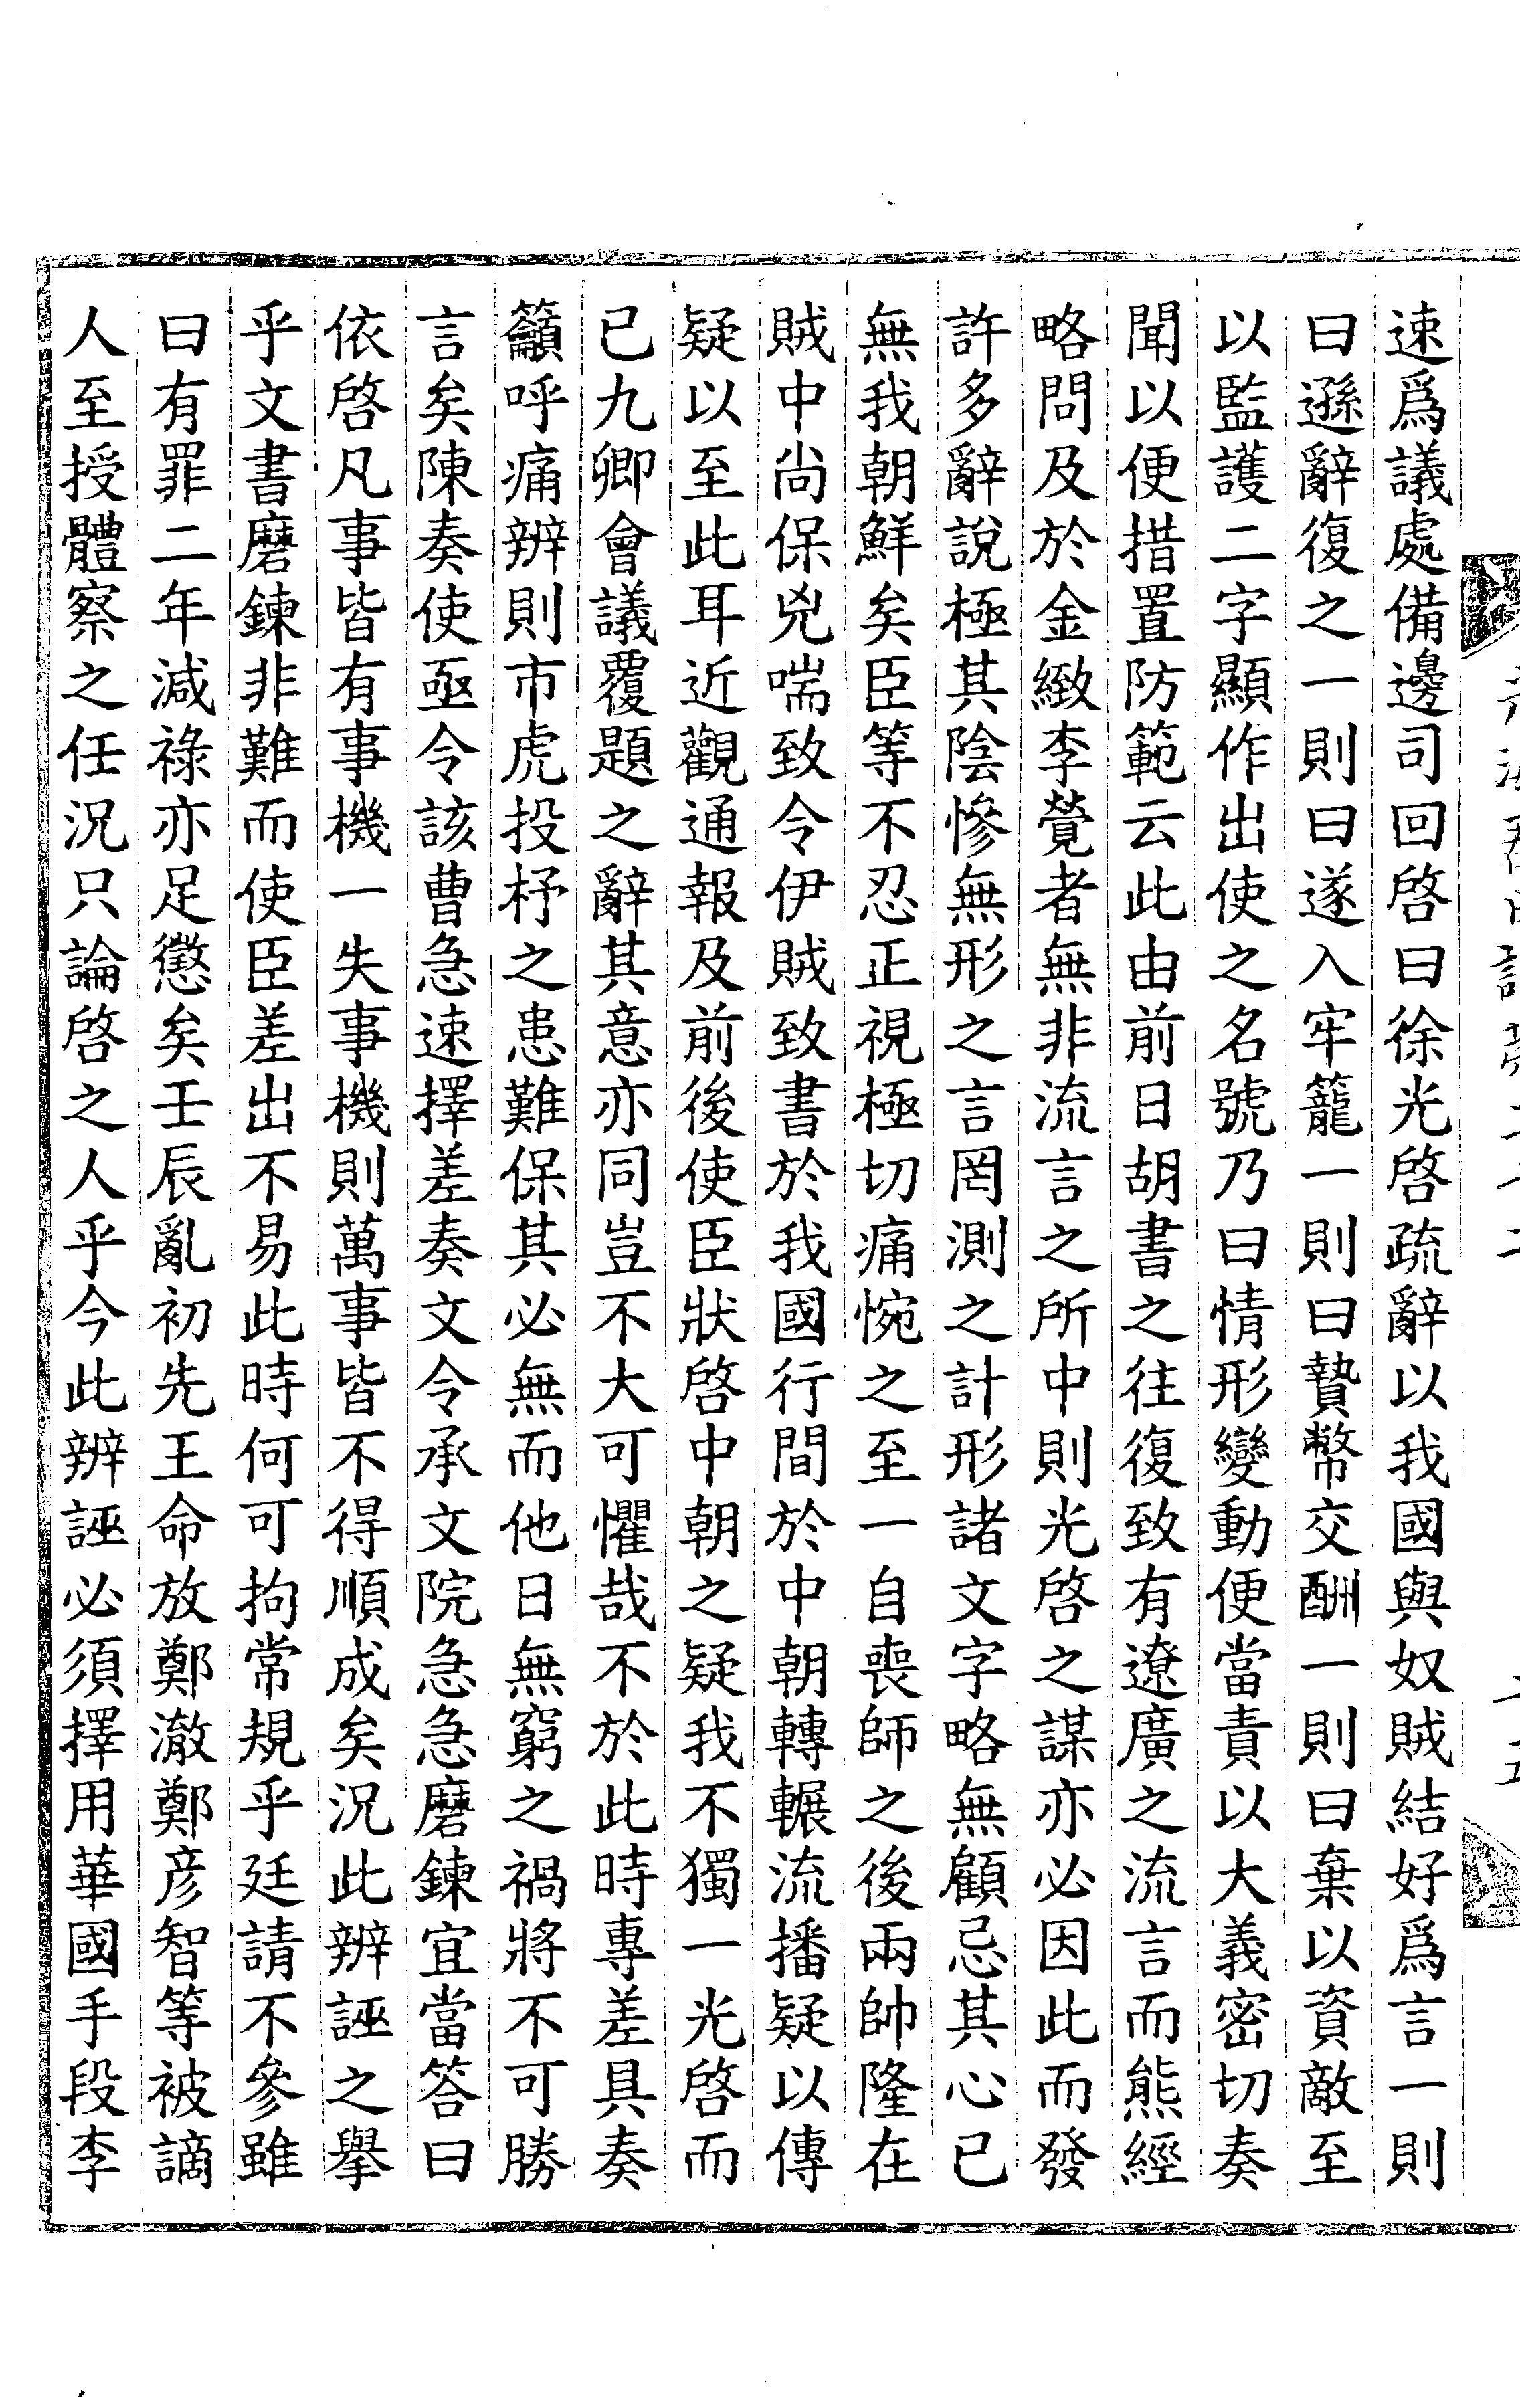 速爲議處備邊司回啓曰徐光啓疏辭以我國與奴賊結好爲言一則
曰遜辭復之一則曰遂入牢籠一則曰贄幣交酬一則曰棄以資敵至
以監護二字顯作出使之名號乃曰情形變動便當責以大義密切奏
聞以便措置防範云此由前日胡書之往復致有遼廣之流言而熊經
略問及於金緻李覮者無非流言之所中則光啓之謀亦必因此而發
許多辭說極其陰慘無形之言罔測之計形諸文字略無顧忌其心已
無我朝鮮矣臣等不忍正視極切痛惋之至一自喪師之後兩帥隆在
賊中尚保兇喘致令伊賊致書於我國行間於中朝轉輾流播疑以傳
疑以至此耳近觀通報及前後使臣狀啓中朝之疑我不獨一光啓而
已九卿會議覆題之辭其意亦同豈不大可懼哉不於此時專差具奏
籲呼痛辨則市虎投杼之患難保其必無而他日無窮之禍將不可勝
言矣陳奏使亟令該曹急速擇差奏文令承文院急急磨鍊宜當答曰
依啓凡事皆有事機一失事機則萬事皆不得順成矣況此辨誣之擧
乎文書磨鍊非難而使臣差出不易此時何可拘常規乎廷請不參雖
曰有罪二年減祿亦足懲矣壬辰亂初先王命放鄭澈鄭彦智等被謫
人至授體察之任況只論啓之人乎今此辨誣必須擇用華國手段李